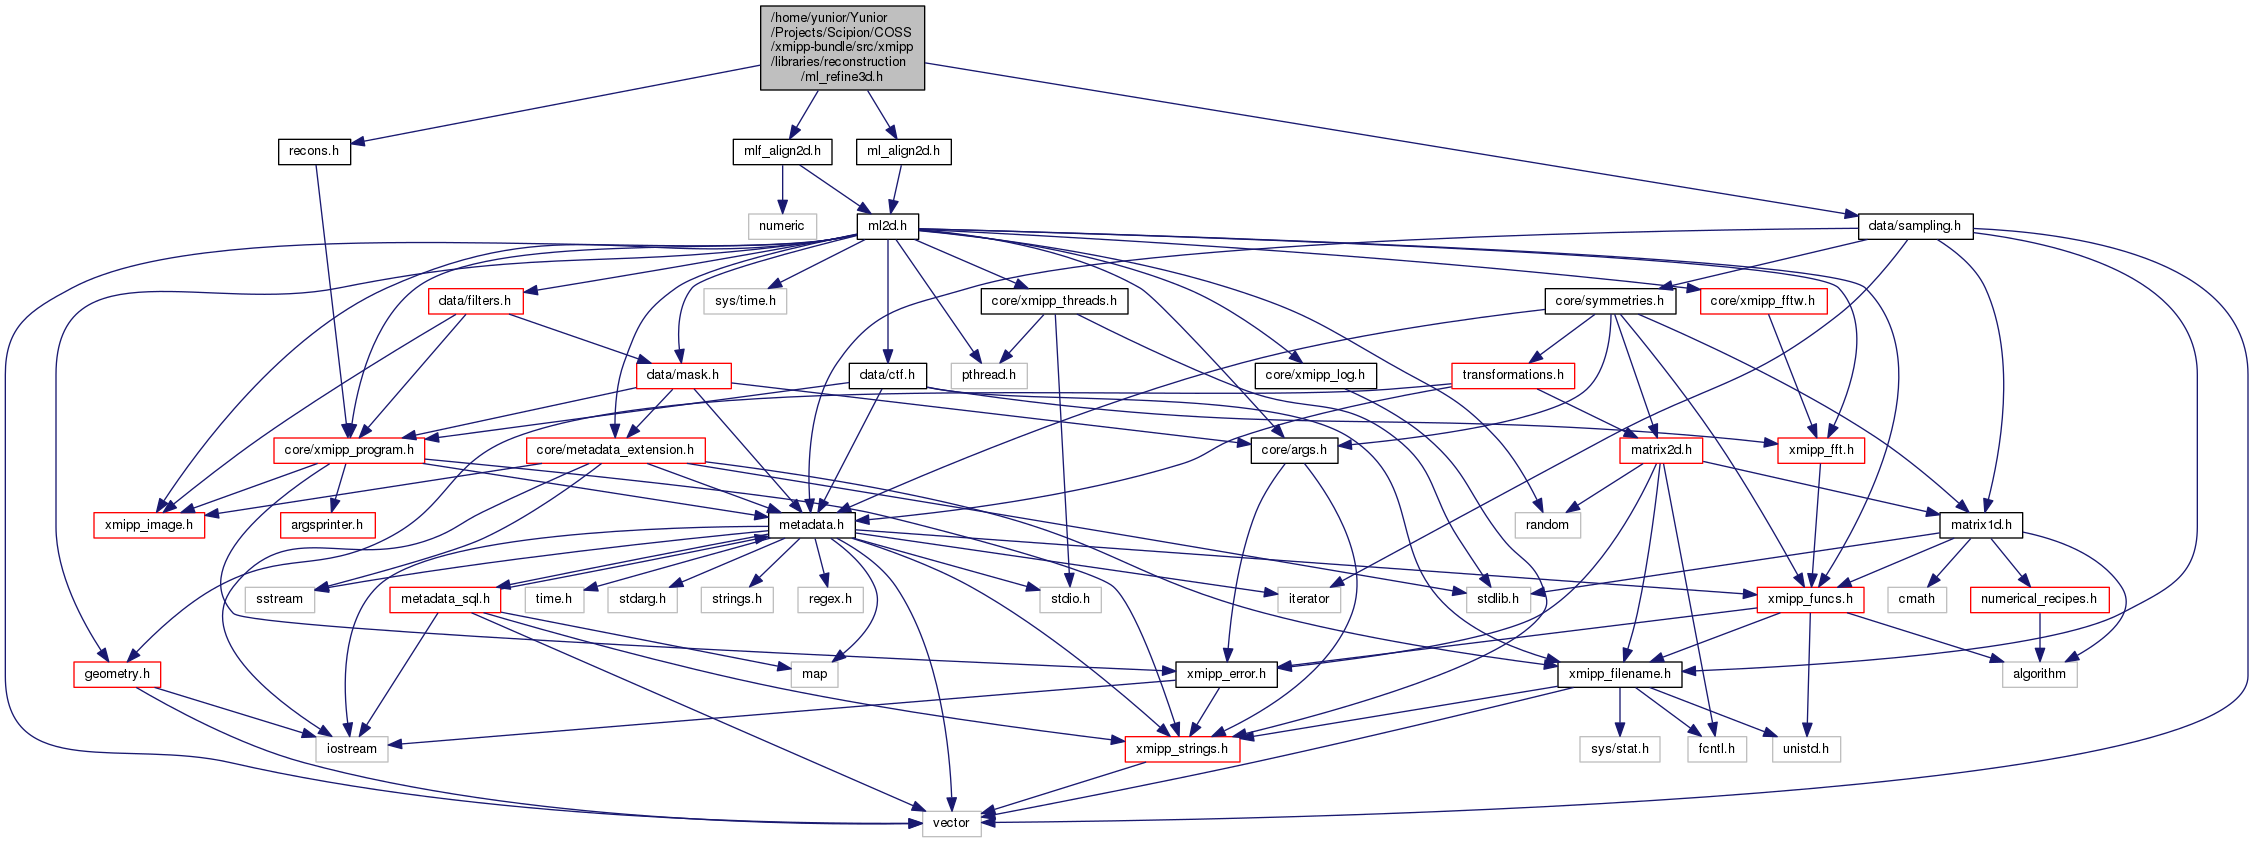 /home/yunior/Yunior
/Projects/Scipion/COSS
/xmipp-bundle/src/xmipp
/libraries/reconstruction
/ml_refine3d.h
recons.h
mlf_align2d.h
ml_align2d.h
numeric
ml2d.h
data/sampling.h
data/filters.h
sys/time.h
core/xmipp_threads.h
core/symmetries.h
core/xmipp_fftw.h
data/mask.h
data/ctf.h
pthread.h
core/xmipp_log.h
transformations.h
core/xmipp_program.h
core/metadata_extension.h
core/args.h
matrix2d.h
xmipp_fft.h
xmipp_image.h
argsprinter.h
metadata.h
random
matrix1d.h
sstream
metadata_sql.h
time.h
stdarg.h
strings.h
regex.h
stdio.h
iterator
stdlib.h
xmipp_funcs.h
cmath
numerical_recipes.h
geometry.h
map
xmipp_error.h
xmipp_filename.h
algorithm
iostream
xmipp_strings.h
sys/stat.h
fcntl.h
unistd.h
vector